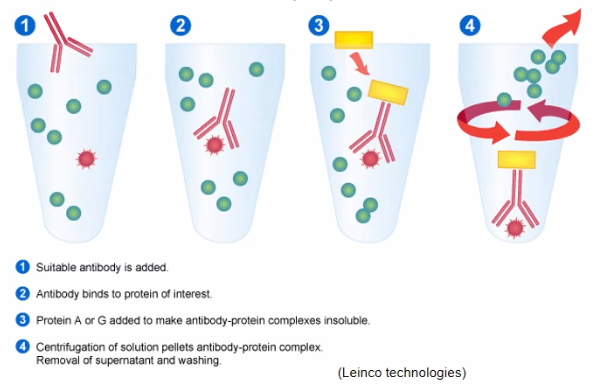 1
2
3
4
1 Suitable antibody is added.
2 Antibody binds to protein of interest.
3 Protein A or G added to make antibody-protein complexes insoluble.
4 Centrifugation of solution pellets antibody-protein complex.
Removal of supernatant and washing.
(Leinco technologies)